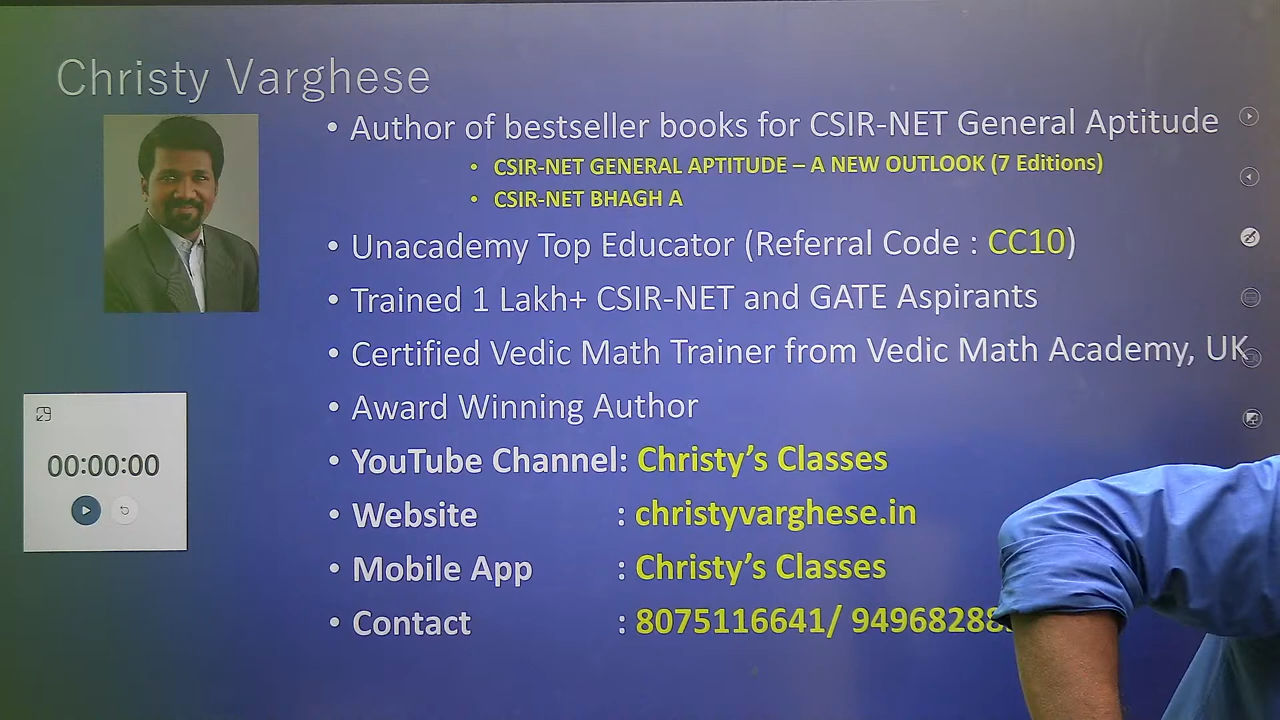 Christy Varghese
• Author of bestseller books for CSIR-NET General Aptitude
• CSIR-NET GENERAL APTITUDE – A NEW OUTLOOK (7 Editions)
• CSIR-NET BHAGH A
• Unacademy Top Educator (Referral Code : CC10)
• Trained 1 Lakh+ CSIR-NET and GATE Aspirants
• Certified Vedic Math Trainer from Vedic Math Academy, UK
• Award Winning Author
• YouTube Channel: Christy's Classes
• Website : christyvarghese.in
• Mobile App : Christy's Classes
• Contact : 8075116641/
00:00:00